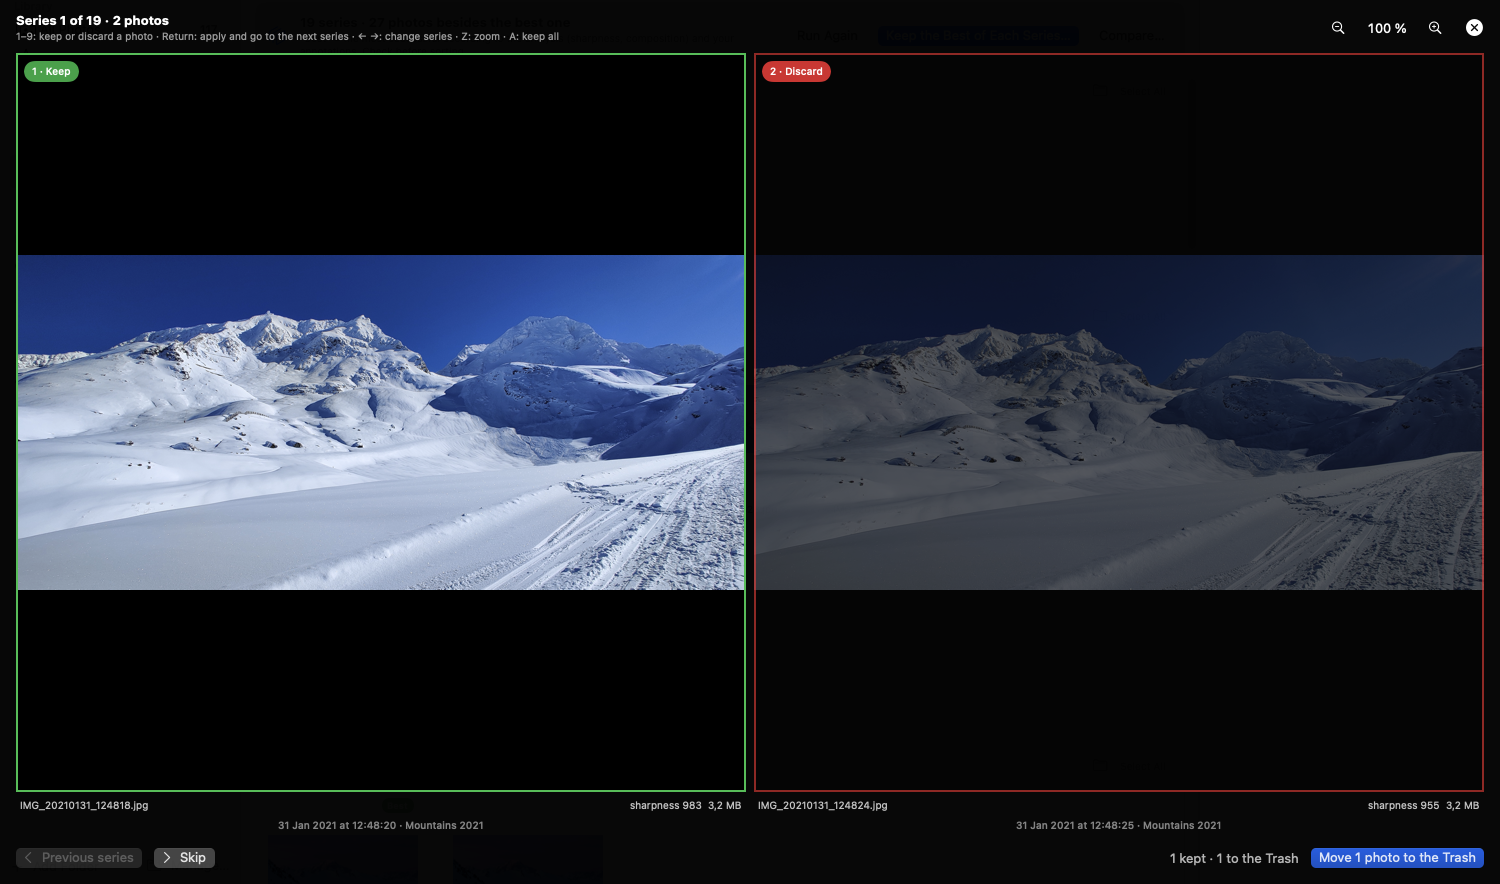 Series 1 of 19 · 2 photos
1–9: keep or discard a photo · Return: apply and go to the next series · ← →: change series · Z: zoom · A: keep all
100 %
1 · Keep
2 · Discard
IMG_20210131_124818.jpg
sharpness 983 3,2 MB
31 Jan 2021 at 12:48:20 · Mountains 2021
IMG_20210131_124824.jpg
sharpness 955 3,2 MB
31 Jan 2021 at 12:48:25 · Mountains 2021
Previous series
Skip
1 kept · 1 to the Trash
Move 1 photo to the Trash